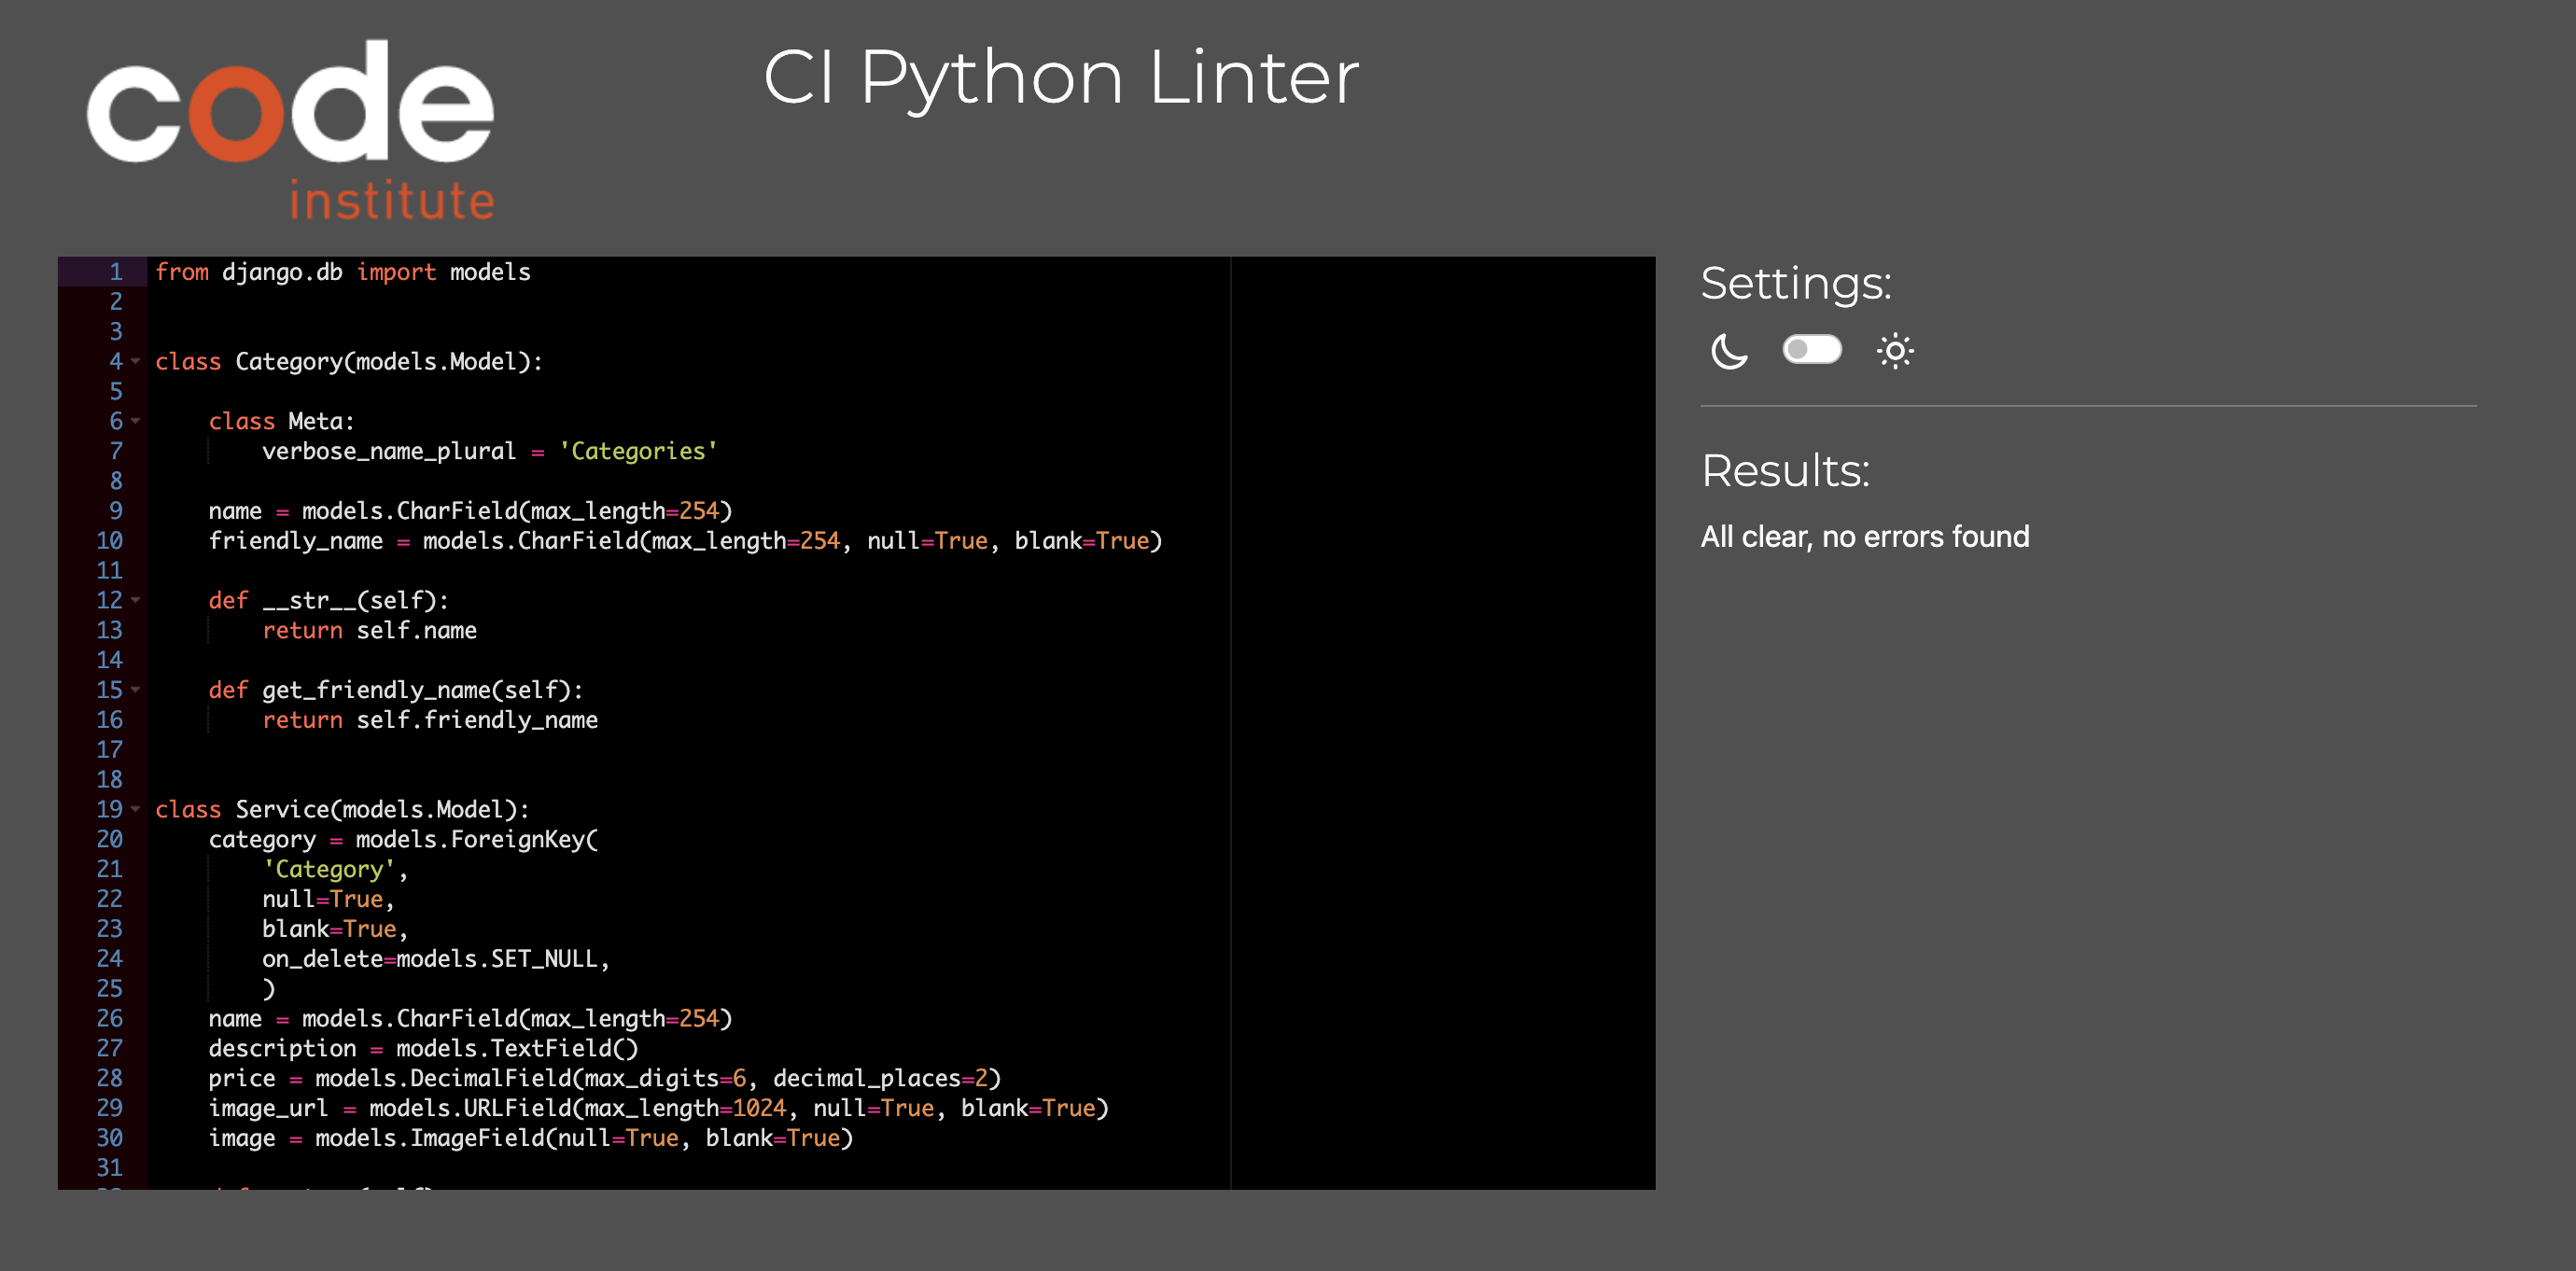 code
institute
CI Python Linter
1 from django.db import models
2
3
4 class Category(models.Model):
5
6     class Meta:
7         verbose_name_plural = 'Categories'
8
9     name = models.CharField(max_length=254)
10     friendly_name = models.CharField(max_length=254, null=True, blank=True)
11
12     def __str__(self):
13         return self.name
14
15     def get_friendly_name(self):
16         return self.friendly_name
17
18
19 class Service(models.Model):
20     category = models.ForeignKey(
21         'Category',
22         null=True,
23         blank=True,
24         on_delete=models.SET_NULL,
25         )
26     name = models.CharField(max_length=254)
27     description = models.TextField()
28     price = models.DecimalField(max_digits=6, decimal_places=2)
29     image_url = models.URLField(max_length=1024, null=True, blank=True)
30     image = models.ImageField(null=True, blank=True)
31
Settings:
Results:
All clear, no errors found